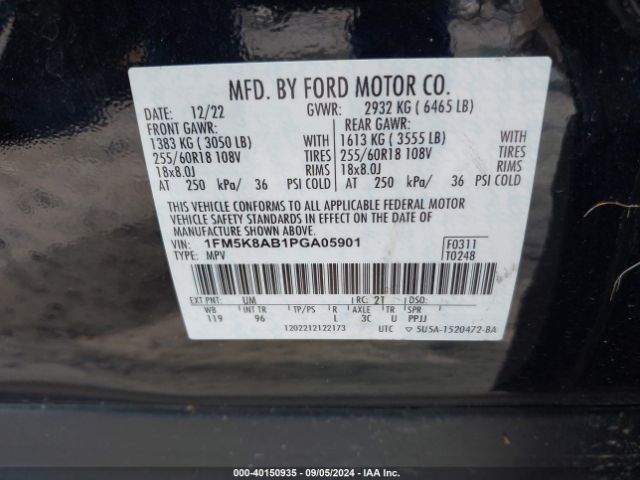 MFD. BY FORD MOTOR CO.
12/22 GVWR: 2932 KG ( 6465 LB)
FRONT GAWR: REAR GAWR:
1383 KG ( 3050 LB) WITH 1613 KG ( 3555 LB) WITH
255/60R18 108V TIRES 255/60R18 108V TIRES
18x8.0J RIMS 18x8.0J RIMS
AT 250 kPa/ 36 PSI COLD AT 250 kPa/ 36 PSI COLD
THIS VEHICLE CONFORMS TO ALL APPLICABLE FEDERAL MOTOR
VEHICLE SAFETY STANDARDS IN EFFECT ON THE DATE OF
MANUFACTURE SHOWN ABOVE.
VIN: 1FM5K8AB1PGA05901 F0311
TYPE: MPV T0248
EXT PNT: UM RC: 2T DSO:
WB INT TR TP/PS R AXLE TR SPR
119 96 L 3C U PPJJ
1202212122173 UTC ▽ 5U5A-1520472-BA
000-40150935 - 09/05/2024 - IAAI.COM